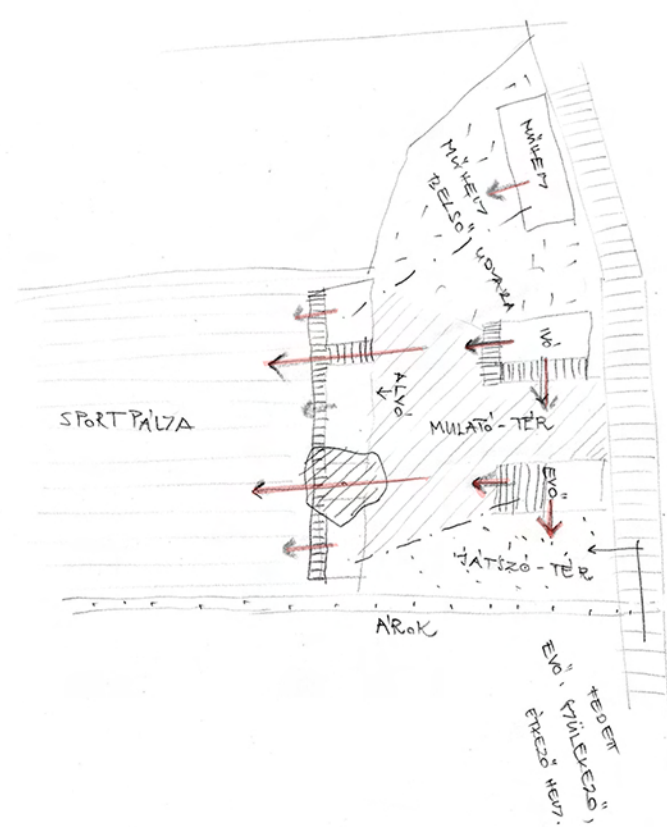 MŰHELY
MŰHELY
BELSŐ UDVARA
IVÓ
ALVÓ
SPORTPÁLYA
MULATÓ-TÉR
EVŐ
JÁTSZÓ-TÉR
ÁROK
FEDETT
EVŐ, GYÜLEKEZŐ,
ÉTKEZŐ HELY.